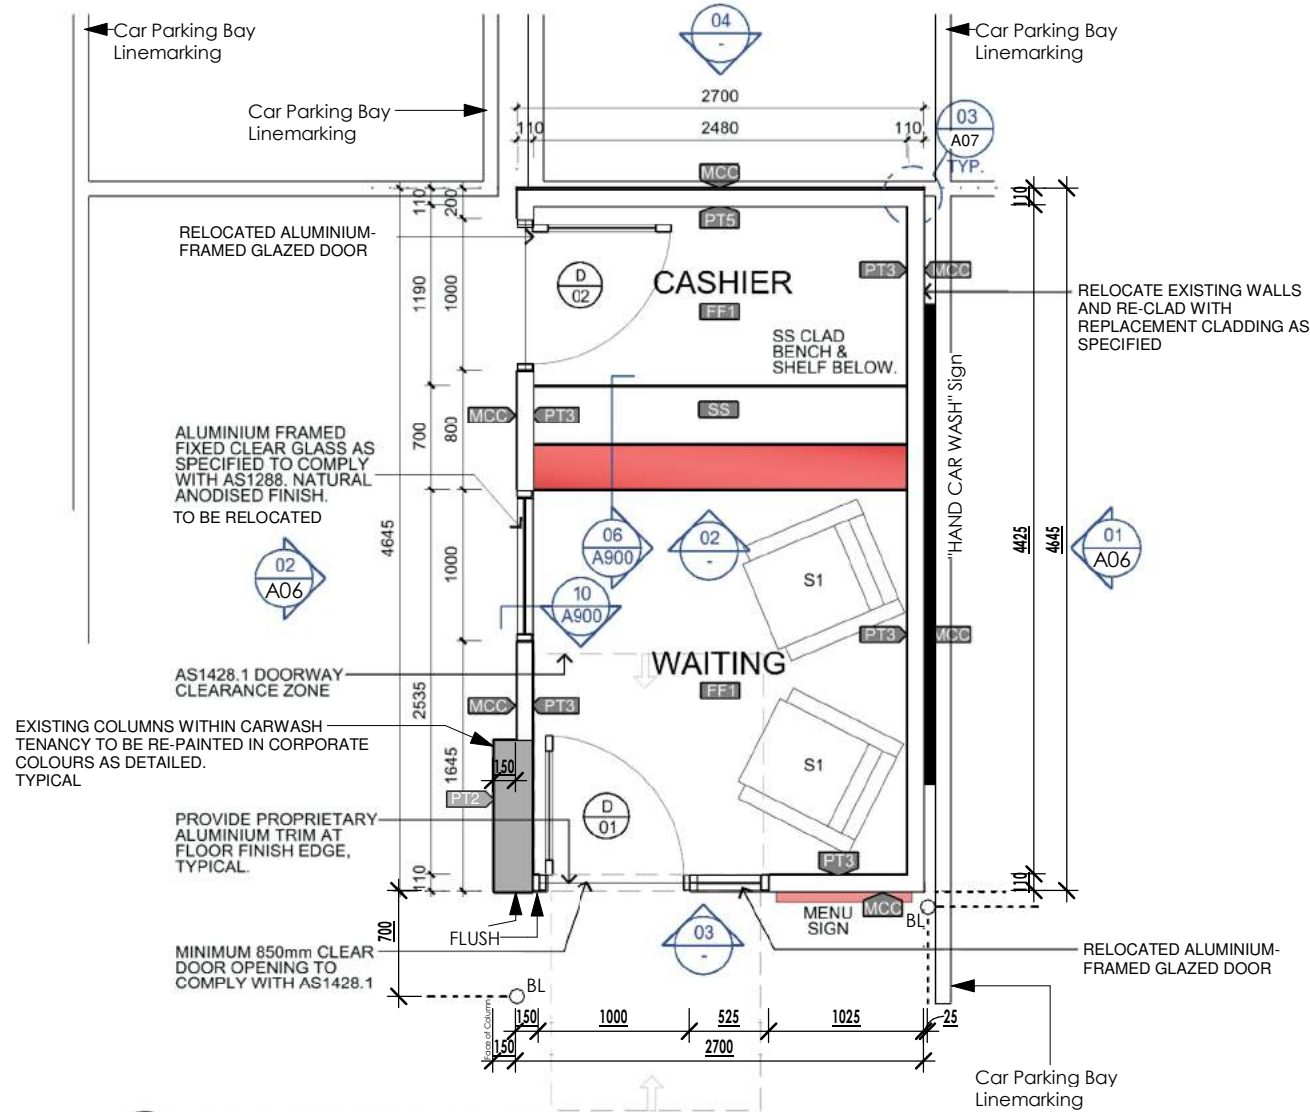 Car Parking Bay
Linemarking
04
-
Car Parking Bay
Linemarking
Car Parking Bay
Linemarking
2700
110
2480
110
03
A07
TYP.
MCC
PT5
110
200
110
RELOCATED ALUMINIUM-
FRAMED GLAZED DOOR
D
02
CASHIER
FF1
PT3
MCC
1190
1000
RELOCATE EXISTING WALLS
AND RE-CLAD WITH
REPLACEMENT CLADDING AS
SPECIFIED
SS CLAD
BENCH &
SHELF BELOW.
"HAND CAR WASH" Sign
MCC
PT3
SS
700
800
ALUMINIUM FRAMED
FIXED CLEAR GLASS AS
SPECIFIED TO COMPLY
WITH AS1288. NATURAL
ANODISED FINISH.
TO BE RELOCATED
4645
1000
06
A900
02
-
S1
4425
4645
01
A06
02
A06
10
A900
PT3
MCC
AS1428.1 DOORWAY
CLEARANCE ZONE
WAITING
FF1
2535
MCC
PT3
EXISTING COLUMNS WITHIN CARWASH
TENANCY TO BE RE-PAINTED IN CORPORATE
COLOURS AS DETAILED.
TYPICAL
150
1645
S1
PT2
D
01
PROVIDE PROPRIETARY
ALUMINIUM TRIM AT
FLOOR FINISH EDGE,
TYPICAL.
PT3
110
110
MENU
SIGN
MCC
BL
700
FLUSH
03
-
MINIMUM 850mm CLEAR
DOOR OPENING TO
COMPLY WITH AS1428.1
RELOCATED ALUMINIUM-
FRAMED GLAZED DOOR
BL
Face of Column
150
1000
525
1025
25
150
2700
Car Parking Bay
Linemarking